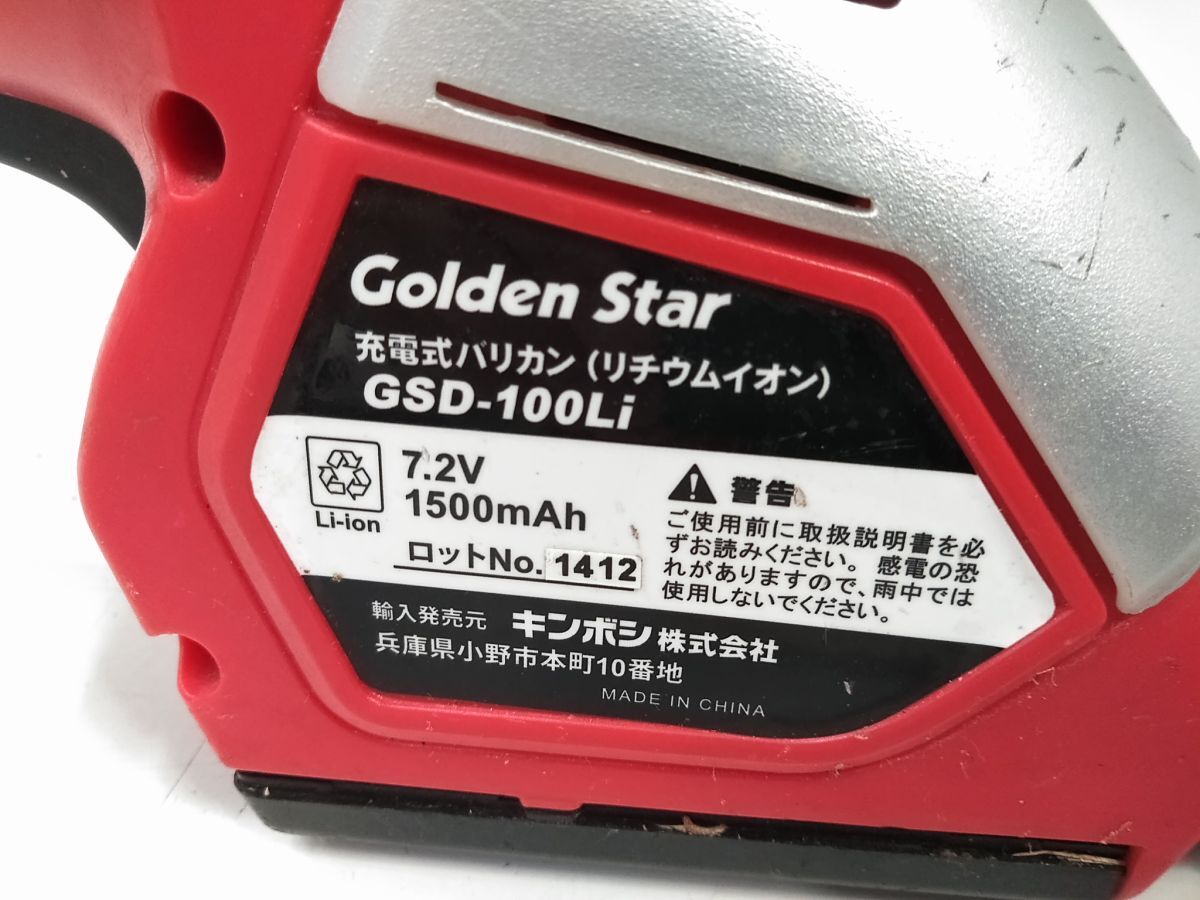 Golden Star
充電式バリカン（リチウムイオン）
GSD-100Li
Li-ion
7.2V
1500mAh
ロットNo. 1412
警告
ご使用前に取扱説明書を必
ずお読みください。感電の恐
れがありますので、雨中では
使用しないでください。
輸入発売元 キンボシ株式会社
兵庫県小野市本町10番地
MADE IN CHINA